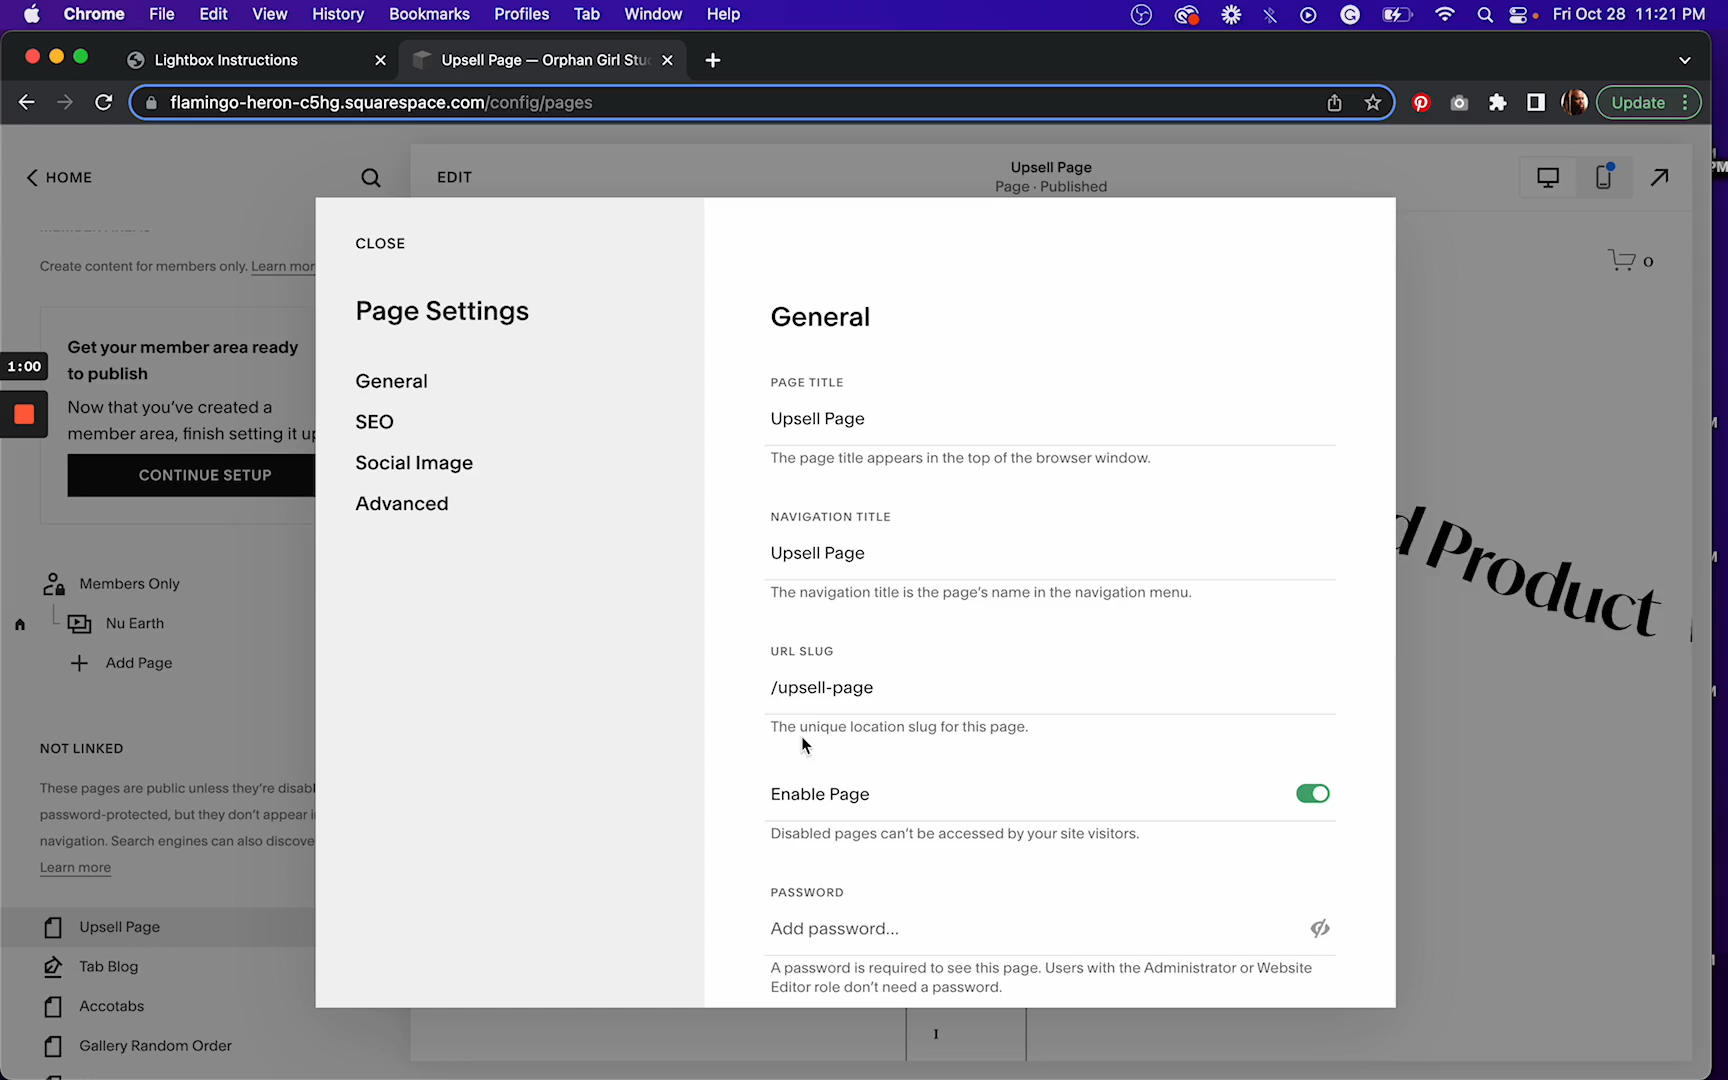 Chrome File Edit View History Bookmarks Profiles Tab Window Help Fri Oct 28 11:21 PM
Lightbox Instructions
Upsell Page — Orphan Girl Stu
flamingo-heron-c5hg.squarespace.com/config/pages
Update
HOME
EDIT
Upsell Page
Page · Published
0
Create content for members only. Learn mor
Get your member area ready
to publish
Now that you've created a
member area, finish setting it up
CONTINUE SETUP
1:00
Members Only
Nu Earth
Add Page
NOT LINKED
These pages are public unless they're disabl
password-protected, but they don't appear i
navigation. Search engines can also discove
Learn more
Upsell Page
Tab Blog
Accotabs
Gallery Random Order
CLOSE
Page Settings
General
SEO
Social Image
Advanced
General
PAGE TITLE
Upsell Page
The page title appears in the top of the browser window.
NAVIGATION TITLE
Upsell Page
The navigation title is the page's name in the navigation menu.
URL SLUG
/upsell-page
The unique location slug for this page.
Enable Page
Disabled pages can't be accessed by your site visitors.
PASSWORD
Add password...
A password is required to see this page. Users with the Administrator or Website
Editor role don't need a password.
d Product
1